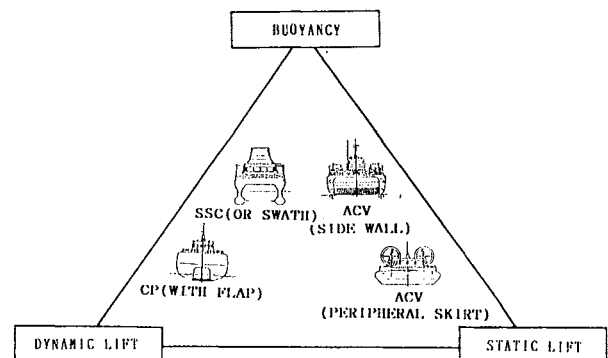 BUOYANCY
SSC(OR SWATH)
ACV
(SIDE WALL)
CP(WITH FLAP)
ACV
(PERIPHERAL SKIRT)
DYNAMIC LIFT
STATIC LIFT